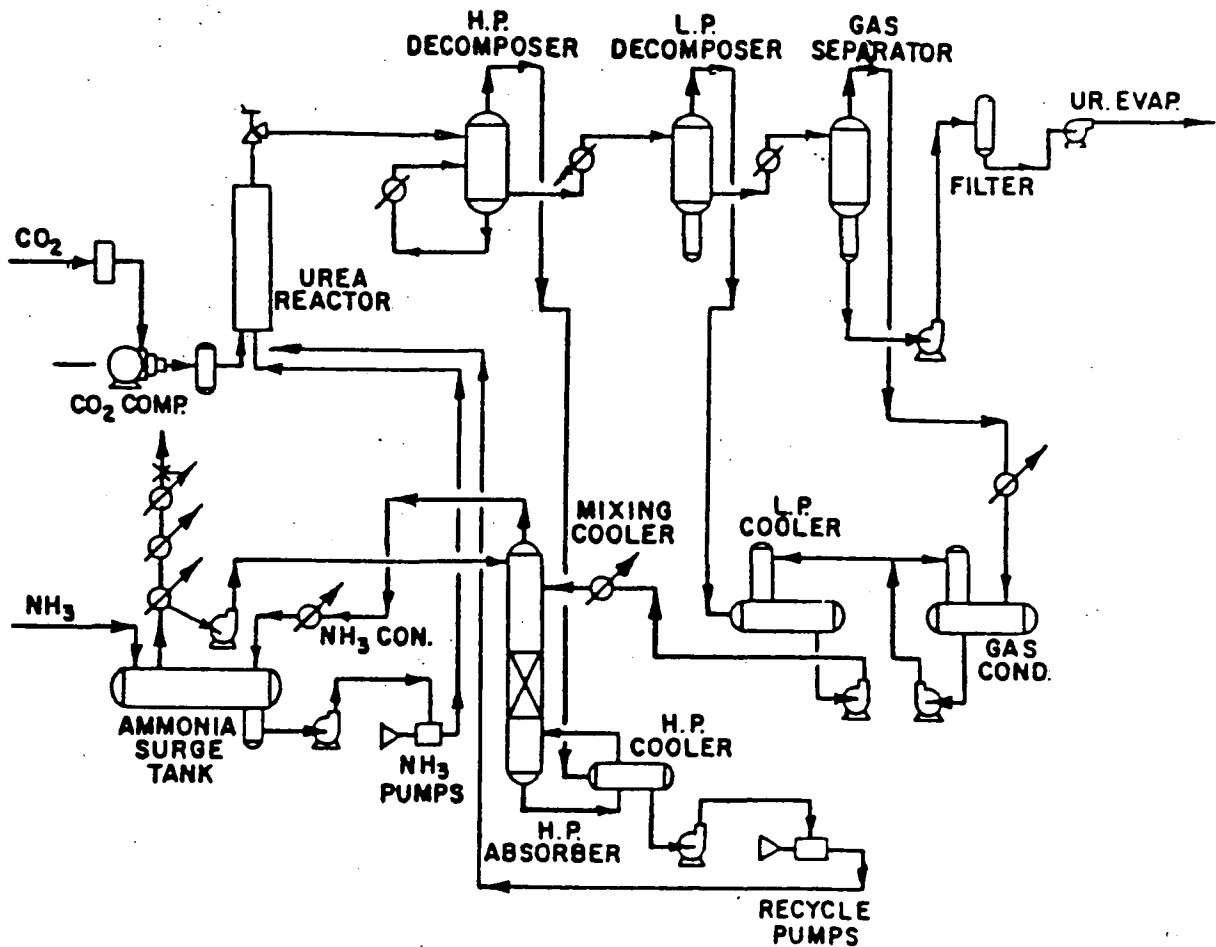 H.P.
DECOMPOSER
L.P.
DECOMPOSER
GAS
SEPARATOR
UR. EVAP.
FILTER
CO₂
UREA
REACTOR
CO₂ COMP.
MIXING
COOLER
L.P.
COOLER
NH₃
NH₃ CON.
GAS
COND.
AMMONIA
SURGE
TANK
H.P.
COOLER
NH₃
PUMPS
H.P.
ABSORBER
RECYCLE
PUMPS